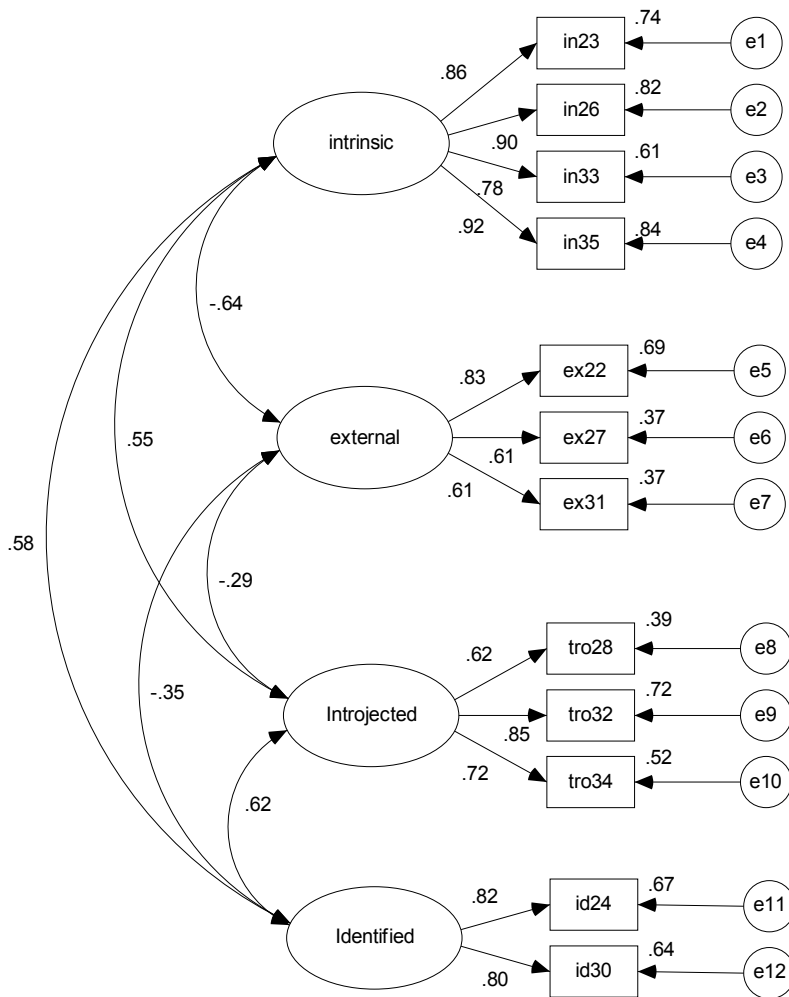 .74
in23
e1
.86
.82
in26
e2
.90
intrinsic
.61
in33
e3
.78
.92
.84
in35
e4
-.64
.69
ex22
e5
.83
.55
external
.37
ex27
e6
.61
.61
.37
ex31
e7
.58
-.29
.39
tro28
e8
.62
-.35
Introjected
.72
tro32
e9
.85
.72
.52
tro34
e10
.62
.67
id24
e11
.82
Identified
.64
id30
e12
.80